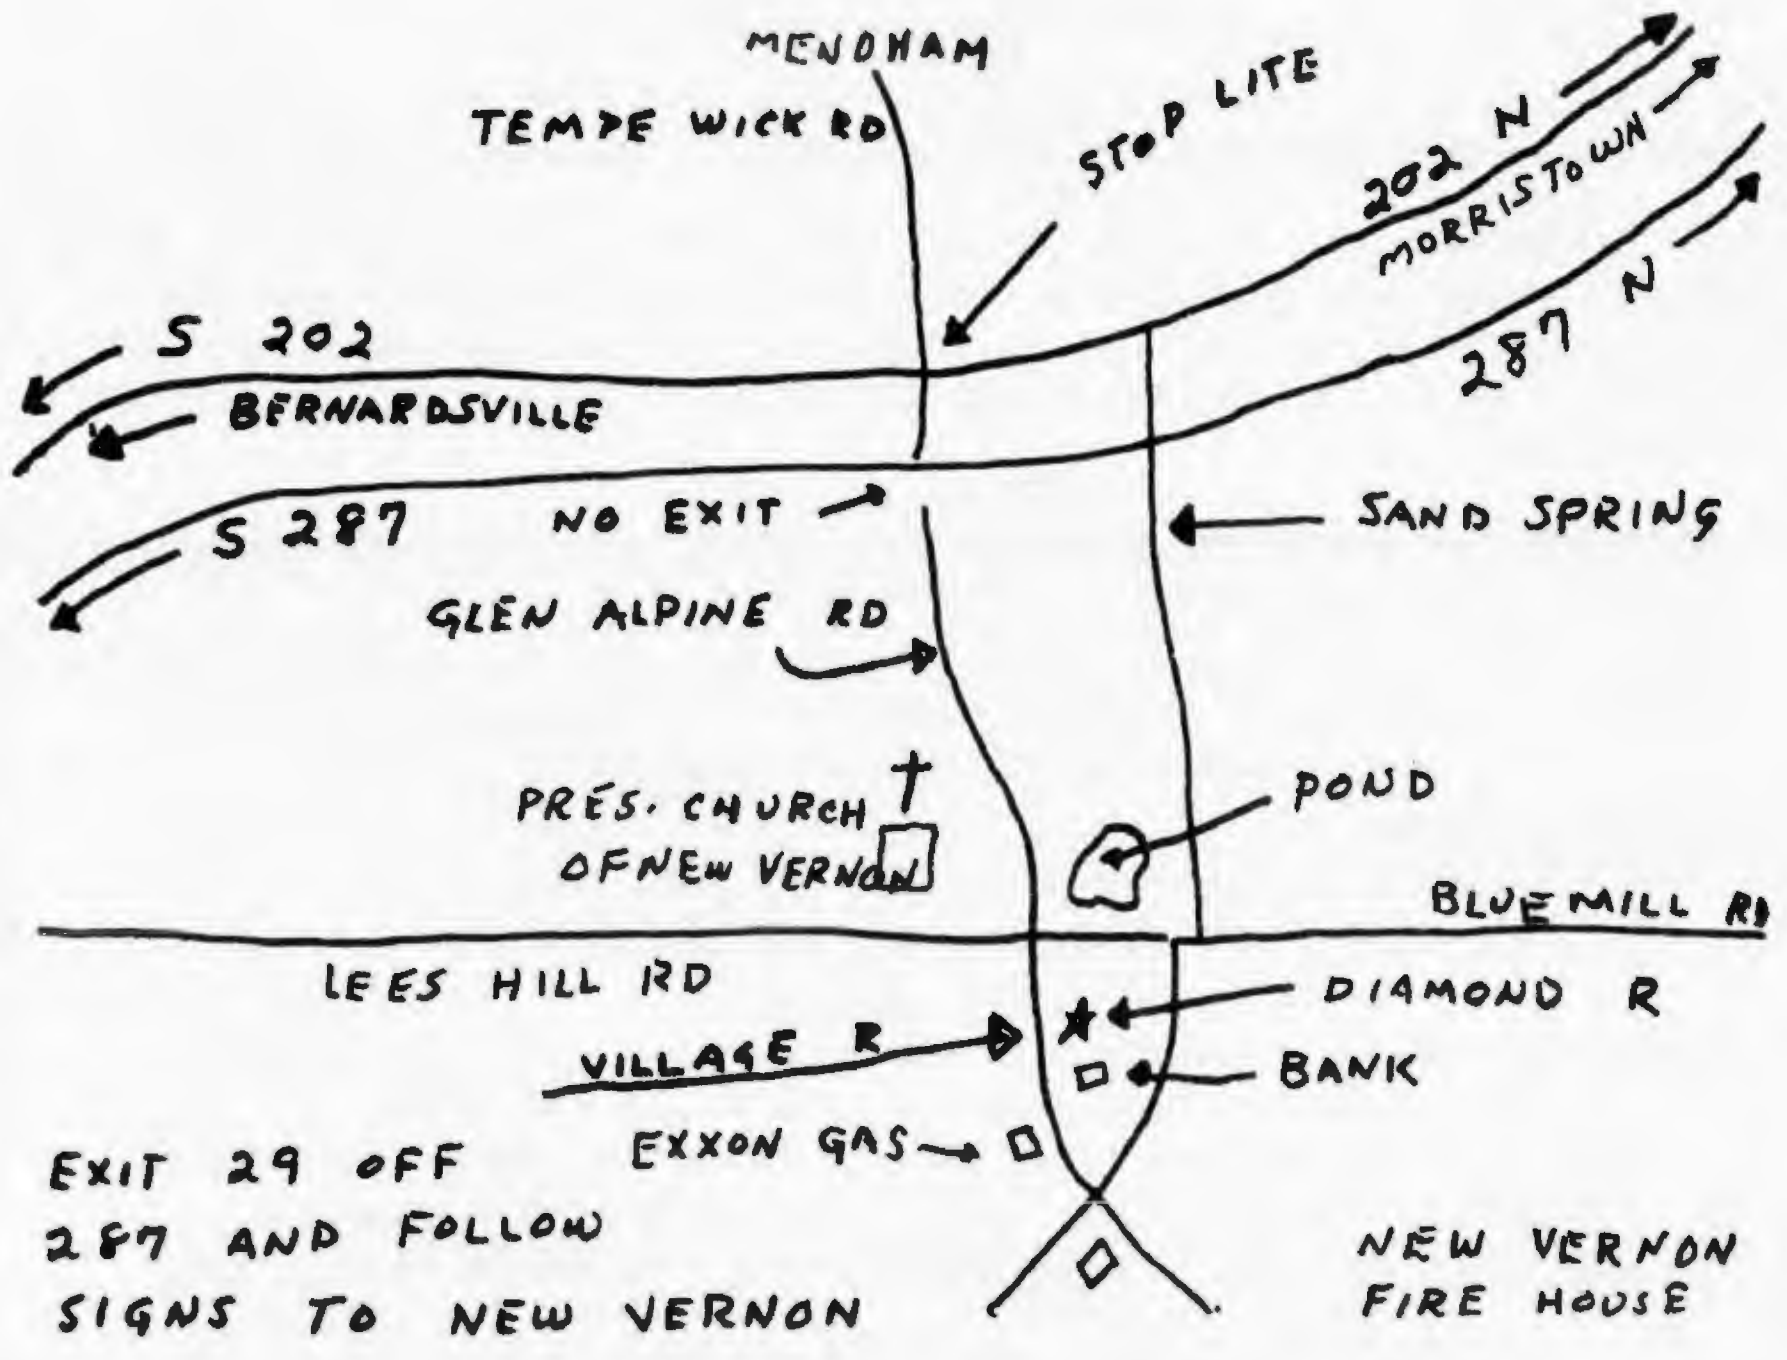 MENDHAM
TEMPE WICK RD
STOP LITE
202 N
MORRISTOWN
287 N
S 202
BERNARDSVILLE
S 287
NO EXIT
SAND SPRING
GLEN ALPINE RD
POND
PRES. CHURCH
OF NEW VERNON
BLUE MILL RD
LEES HILL RD
DIAMOND R
VILLAGE R
BANK
EXXON GAS
EXIT 29 OFF
287 AND FOLLOW
SIGNS TO NEW VERNON
NEW VERNON
FIRE HOUSE